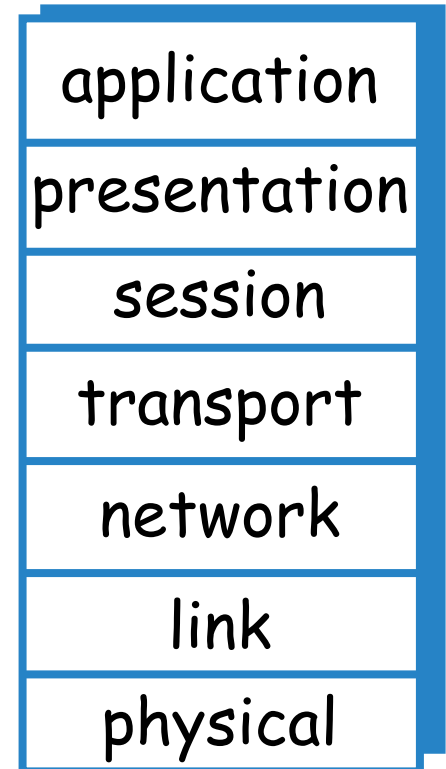 application
presentation
session
transport
network
link
physical